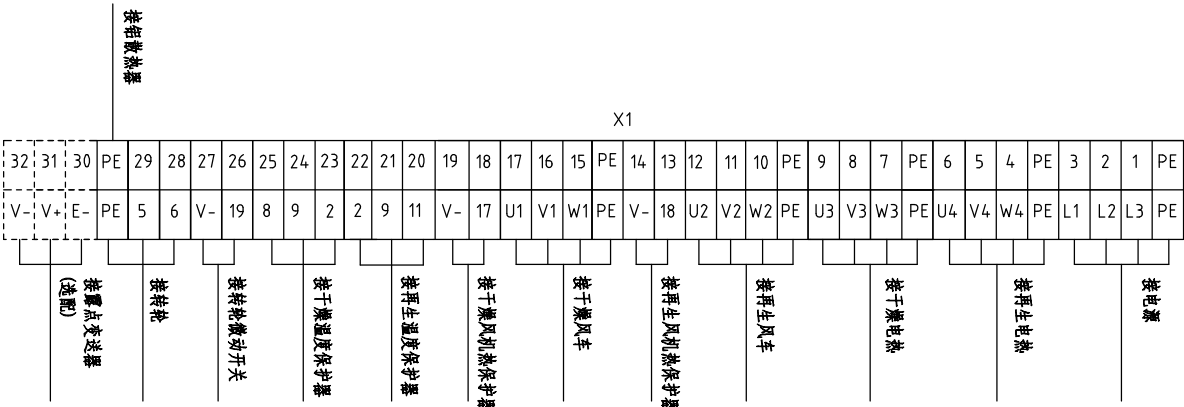 接铝散热器
X1
32 31 30 PE 29 28 27 26 25 24 23 22 21 20 19 18 17 16 15 PE 14 13 12 11 10 PE 9 8 7 PE 6 5 4 PE 3 2 1 PE
V- V+ E- PE 5 6 V- 19 8 9 2 2 9 11 V- 17 U1 V1 W1 PE V- 18 U2 V2 W2 PE U3 V3 W3 PE U4 V4 W4 PE L1 L2 L3 PE
接露点变送器
(选配)
接转轮
接转轮微动开关
接干燥温度保护器
接再生温度保护器
接干燥风机热保护器
接干燥风车
接再生风机热保护器
接再生风车
接干燥电热
接再生电热
接电源